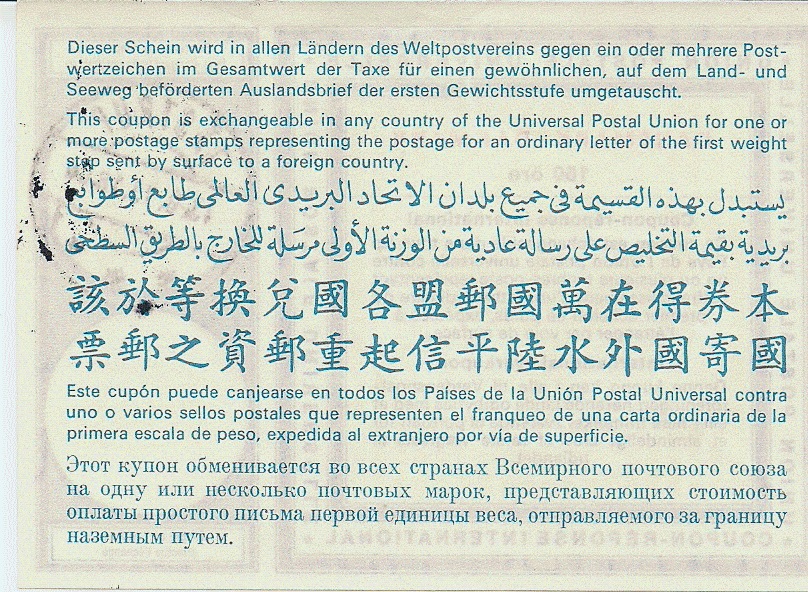 Dieser Schein wird in allen Ländern des Weltpostvereins gegen ein oder mehrere Post-
wertzeichen im Gesamtwert der Taxe für einen gewöhnlichen, auf dem Land- und
Seeweg beförderten Auslandsbrief der ersten Gewichtsstufe umgetauscht.
This coupon is exchangeable in any country of the Universal Postal Union for one or
more postage stamps representing the postage for an ordinary letter of the first weight
step sent by surface to a foreign country.
يستبدل بهذه القسيمة فى جميع بلدان الاتحاد البريدى العالمى طابع أو طوابع
بريدية بقيمة التخليص على رسالة عادية من الوزنة الأولى مرسَلة للخارج بالطريق السطحى
本券得在萬國郵盟各國兌換等於該
國寄國外水陸平信起重郵資之郵票
Este cupón puede canjearse en todos los Países de la Unión Postal Universal contra
uno o varios sellos postales que representen el franqueo de una carta ordinaria de la
primera escala de peso, expedida al extranjero por vía de superficie.
Этот купон обменивается во всех странах Всемирного почтового союза
на одну или несколько почтовых марок, представляющих стоимость
оплаты простого письма первой единицы веса, отправляемого за границу
наземным путем.